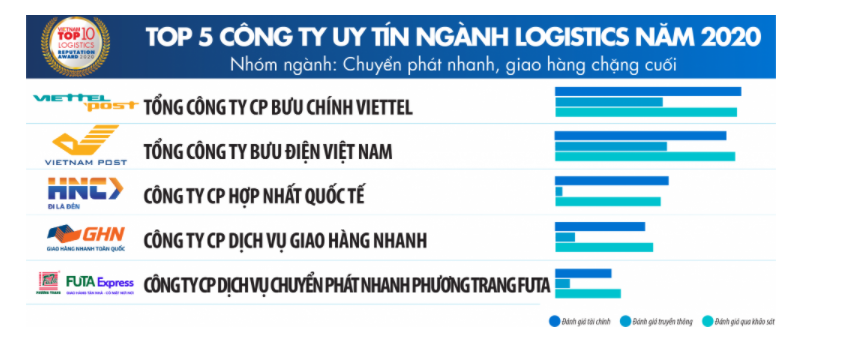 VIETNAM
TOP 10
LOGISTICS
REPUTATION
AWARD 2020
TOP 5 CÔNG TY UY TÍN NGÀNH LOGISTICS NĂM 2020
Nhóm ngành: Chuyển phát nhanh, giao hàng chặng cuối
VIETTEL
post
TỔNG CÔNG TY CP BƯU CHÍNH VIETTEL
VIETNAM POST
TỔNG CÔNG TY BƯU ĐIỆN VIỆT NAM
HNC
ĐI LÀ ĐẾN
CÔNG TY CP HỢP NHẤT QUỐC TẾ
GHN
GIAO HÀNG NHANH TOÀN QUỐC
CÔNG TY CP DỊCH VỤ GIAO HÀNG NHANH
FUTA Express
CÔNG TY CP DỊCH VỤ CHUYỂN PHÁT NHANH PHƯƠNG TRANG FUTA
Đánh giá tài chính Đánh giá truyền thông Đánh giá qua khảo sát